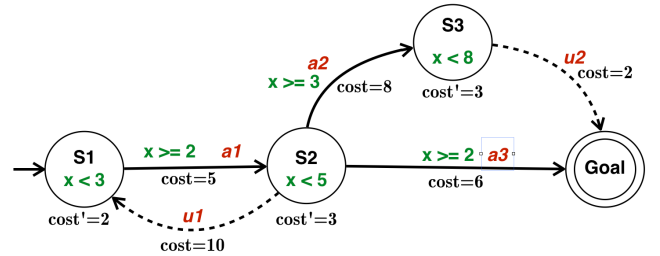 S3
x < 8
cost'=3
a2
x >= 3
cost=8
u2
cost=2
S1
x < 3
cost'=2
x >= 2 a1
cost=5
S2
x < 5
cost'=3
x >= 2 a3
cost=6
Goal
u1
cost=10